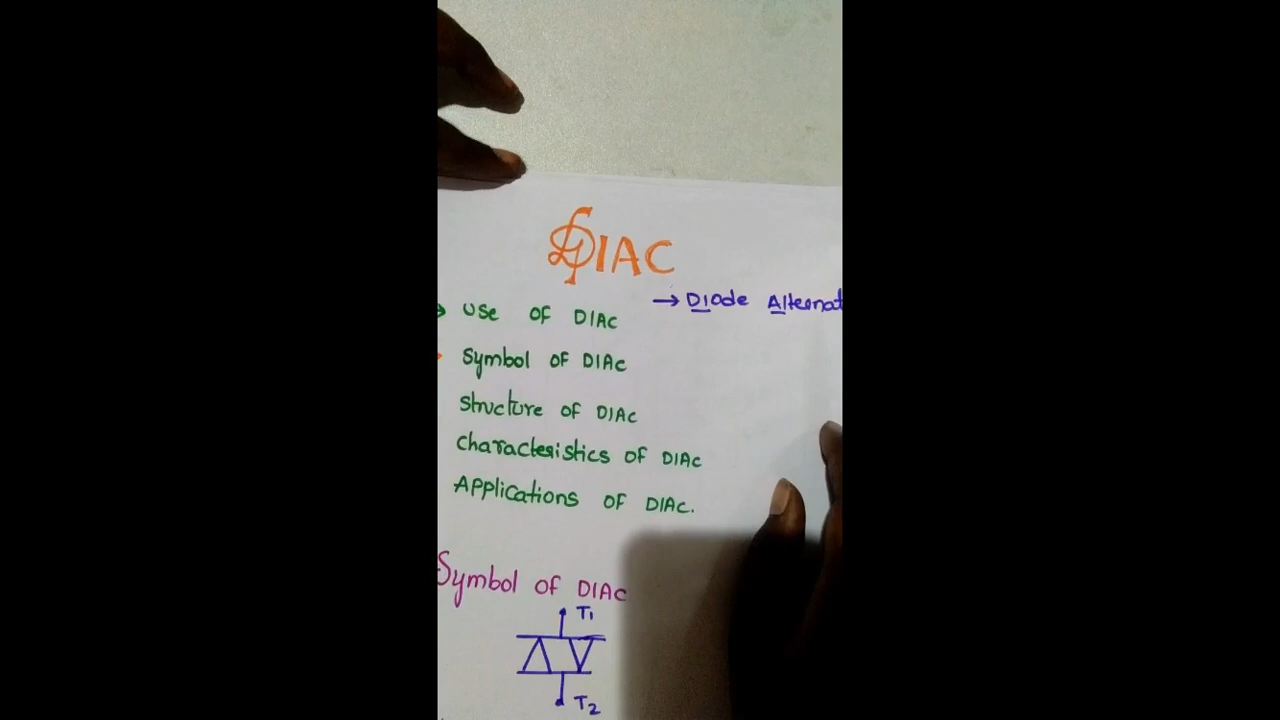 DIAC
→ Diode Alternat
→ Use OF DIAC
Symbol OF DIAC
Structure OF DIAC
Characteristics OF DIAC
Applications OF DIAC.
Symbol OF DIAC
T1
T2